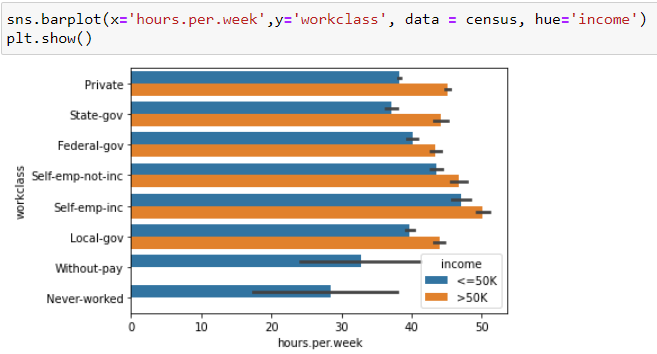 sns.barplot(x='hours.per.week',y='workclass', data = census, hue='income')
plt.show()
Private
State-gov
Federal-gov
Self-emp-not-inc
Self-emp-inc
Local-gov
Without-pay
Never-worked
workclass
income
<=50K
>50K
0 10 20 30 40 50
hours.per.week